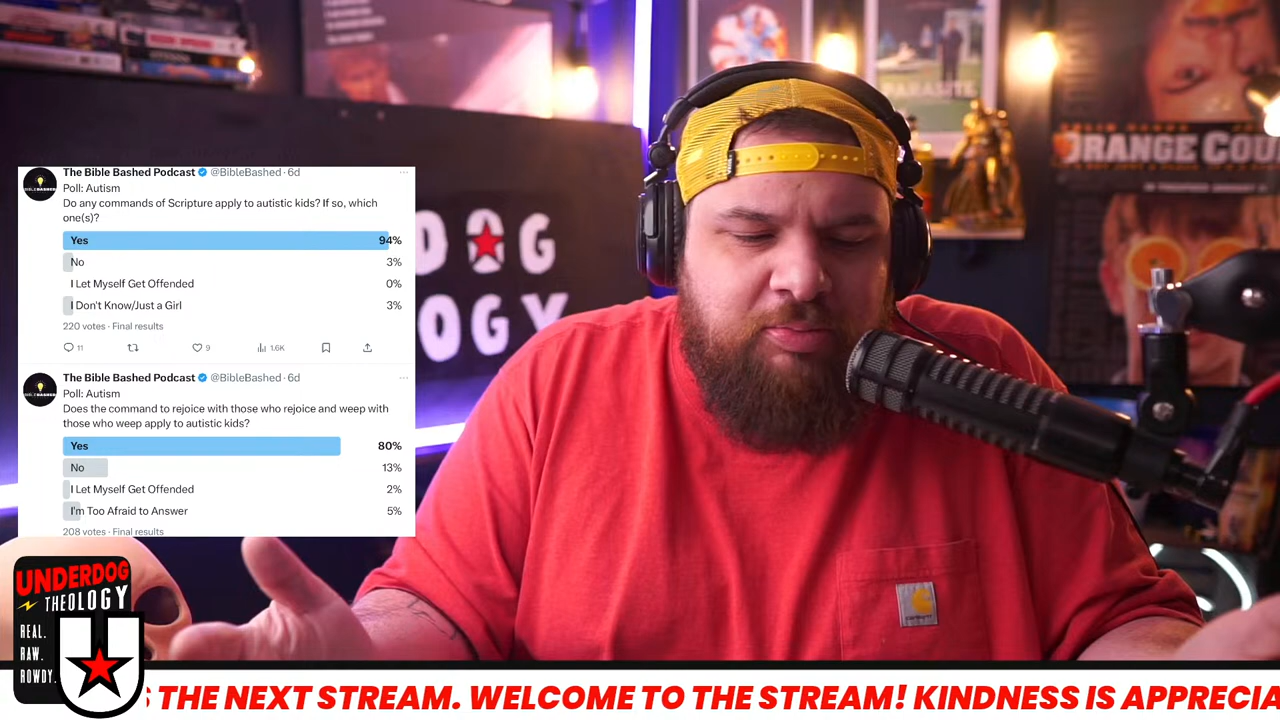 The Bible Bashed Podcast @BibleBashed · 6d ...
Poll: Autism
Do any commands of Scripture apply to autistic kids? If so, which
one(s)?
Yes 94%
No 3%
I Let Myself Get Offended 0%
I Don't Know/Just a Girl 3%
220 votes · Final results
11 9 1.6K
The Bible Bashed Podcast @BibleBashed · 6d ...
Poll: Autism
Does the command to rejoice with those who rejoice and weep with
those who weep apply to autistic kids?
Yes 80%
No 13%
I Let Myself Get Offended 2%
I'm Too Afraid to Answer 5%
208 votes · Final results
PARASITE
ORANGE COU
DOG
OGY
UNDERDOG
THEOLOGY
REAL.
RAW.
ROWDY.
S THE NEXT STREAM. WELCOME TO THE STREAM! KINDNESS IS APPRECIA